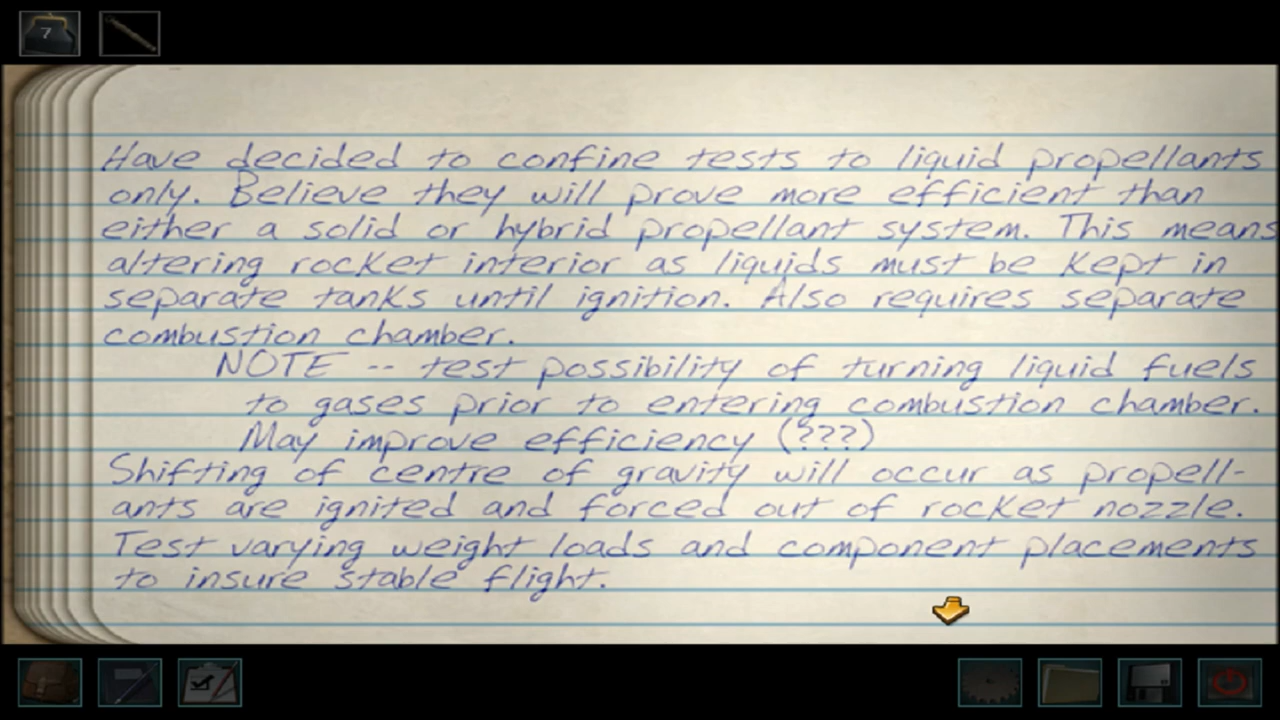 7
Have decided to confine tests to liquid propellants
only. Believe they will prove more efficient than
either a solid or hybrid propellant system. This means
altering rocket interior as liquids must be kept in
separate tanks until ignition. Also requires separate
combustion chamber.
NOTE -- test possibility of turning liquid fuels
to gases prior to entering combustion chamber.
May improve efficiency (???)
Shifting of centre of gravity will occur as propell-
ants are ignited and forced out of rocket nozzle.
Test varying weight loads and component placements
to insure stable flight.